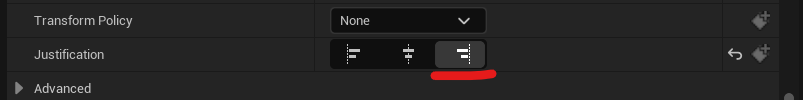 Transform Policy None
Justification
Advanced